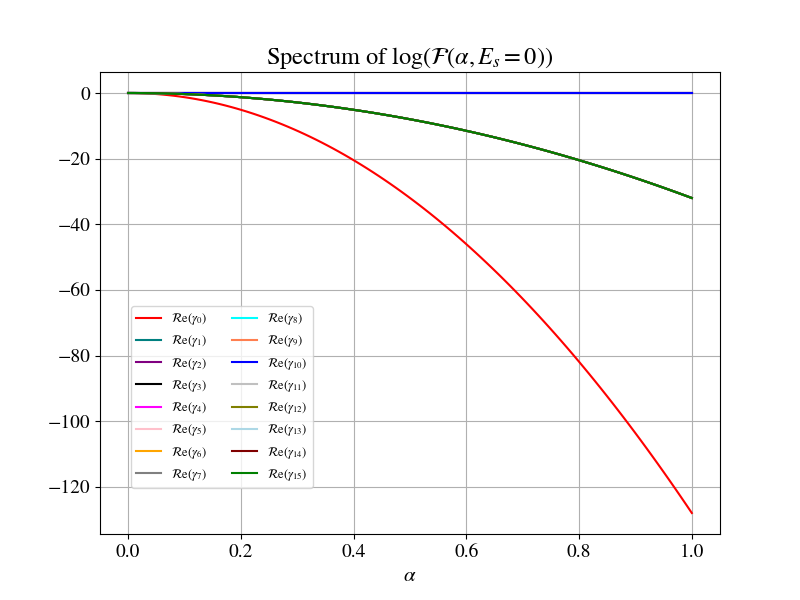 Spectrum of log(ℱ(α, E_s = 0))
0
−20
−40
−60
−80
−100
−120
ℛe(γ₀) ℛe(γ₈)
ℛe(γ₁) ℛe(γ₉)
ℛe(γ₂) ℛe(γ₁₀)
ℛe(γ₃) ℛe(γ₁₁)
ℛe(γ₄) ℛe(γ₁₂)
ℛe(γ₅) ℛe(γ₁₃)
ℛe(γ₆) ℛe(γ₁₄)
ℛe(γ₇) ℛe(γ₁₅)
0.0 0.2 0.4 0.6 0.8 1.0
α